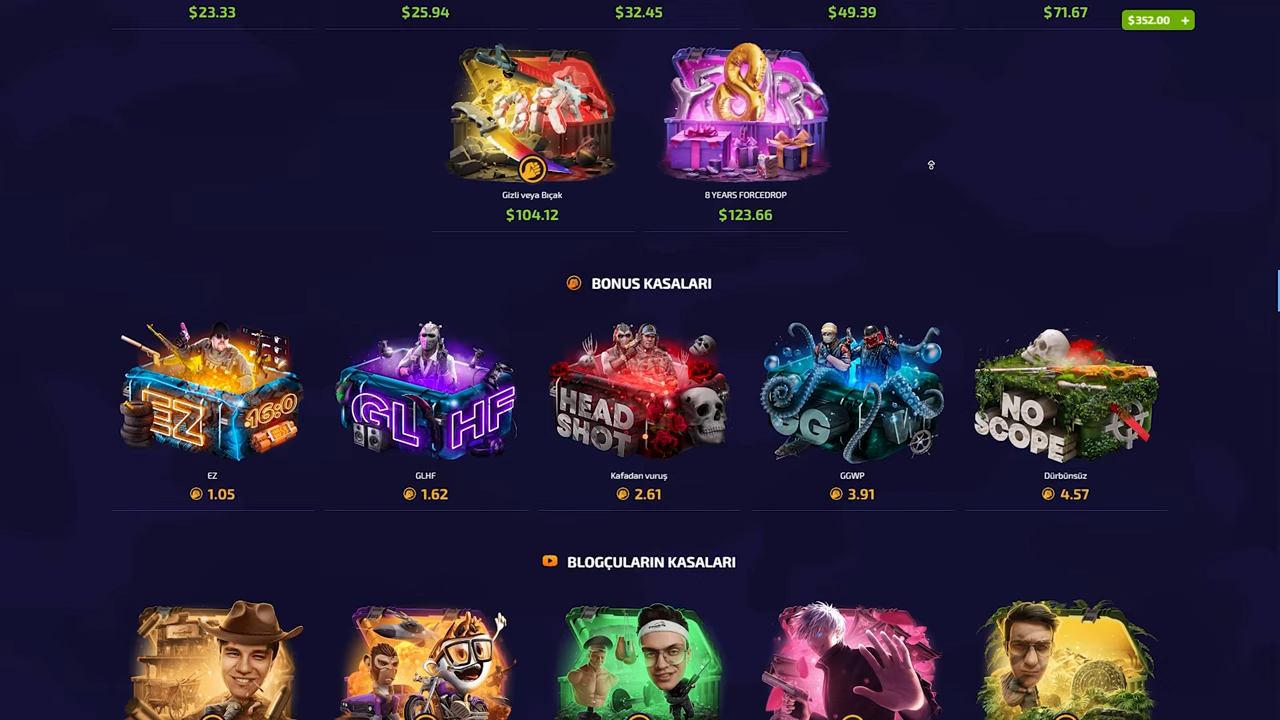 $23.33
$25.94
$32.45
$49.39
$71.67
$352.00 +
Gizli veya Bıçak
8 YEARS FORCEDROP
$104.12
$123.66
BONUS KASALARI
EZ
16:0
GL HF
HEAD SHOT
GG W
NO SCOPE
EZ
GLHF
Kafadan vuruş
GGWP
Dürbünsüz
1.05
1.62
2.61
3.91
4.57
BLOGÇULARIN KASALARI